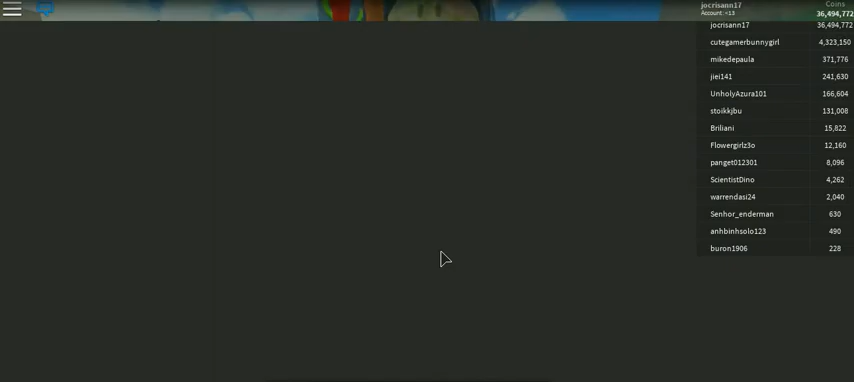 jocrisann17 Coins
Account: <13 36,494,772
jocrisann17 36,494,772
cutegamerbunnygirl 4,323,150
mikedepaula 371,776
jiei141 241,630
UnholyAzura101 166,604
stoikkjbu 131,008
Briliani 15,822
Flowergirlz3o 12,160
panget012301 8,096
ScientistDino 4,262
warrendasi24 2,040
Senhor_enderman 630
anhbinhsolo123 490
buron1906 228